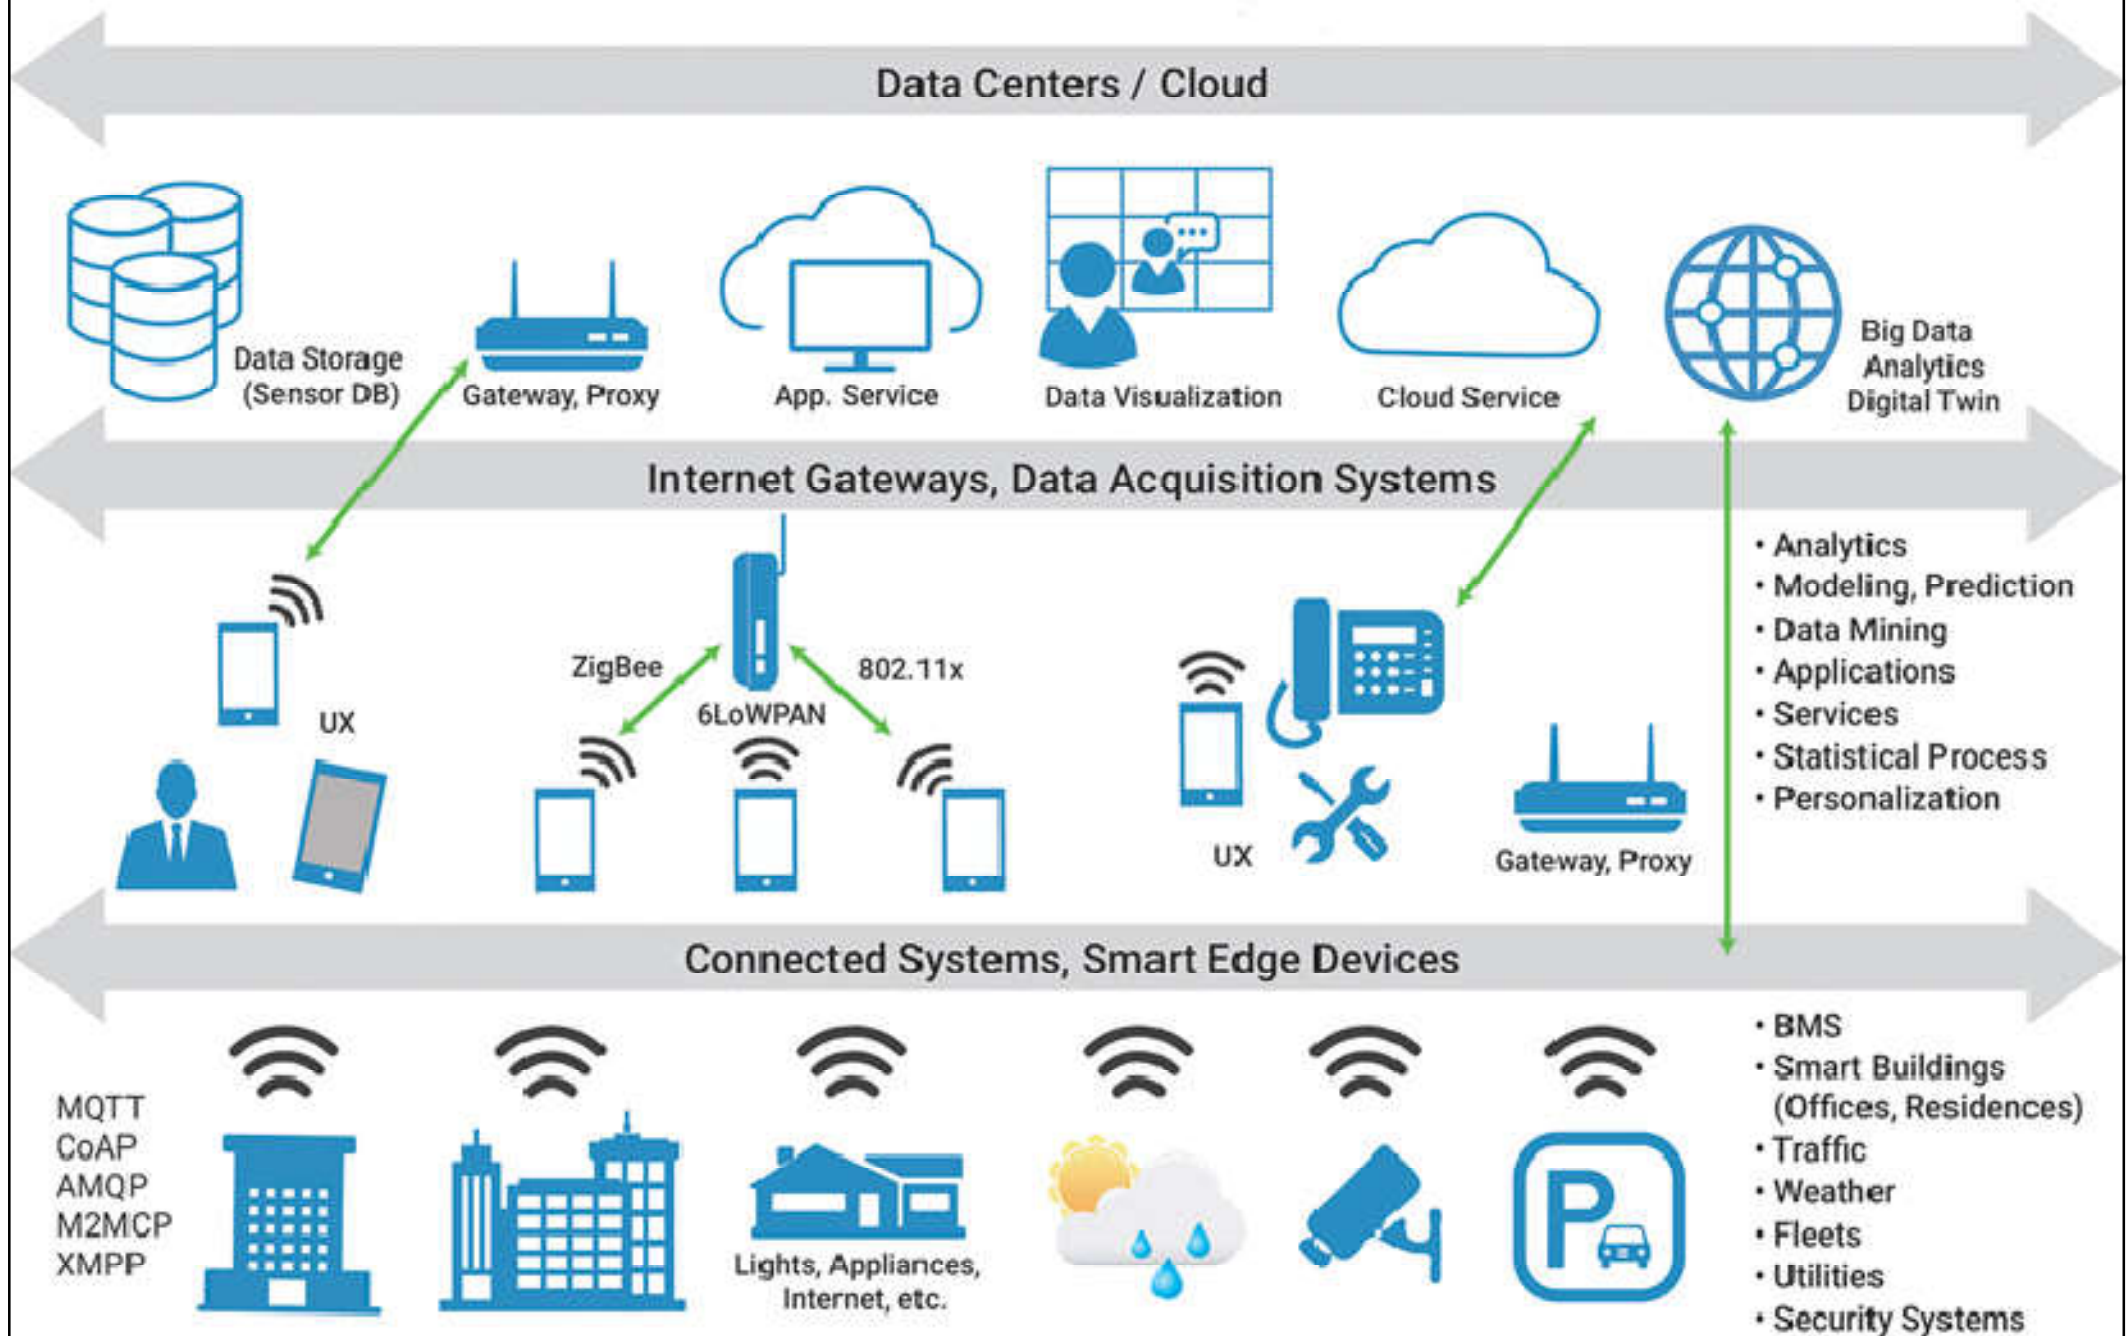 Data Centers / Cloud
Data Storage
(Sensor DB)
Gateway, Proxy
App. Service
Data Visualization
Cloud Service
Big Data
Analytics
Digital Twin
Internet Gateways, Data Acquisition Systems
UX
ZigBee
802.11x
6LoWPAN
UX
Gateway, Proxy
• Analytics
• Modeling, Prediction
• Data Mining
• Applications
• Services
• Statistical Process
• Personalization
Connected Systems, Smart Edge Devices
MQTT
CoAP
AMQP
M2MCP
XMPP
Lights, Appliances,
Internet, etc.
P
• BMS
• Smart Buildings
(Offices, Residences)
• Traffic
• Weather
• Fleets
• Utilities
• Security Systems